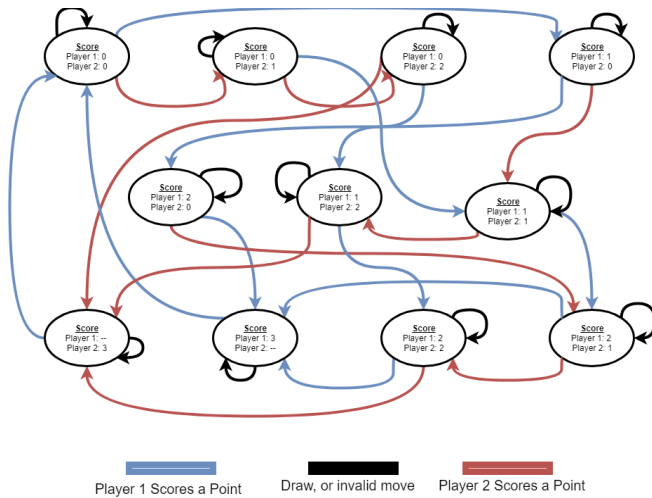 Score
Player 1: 0
Player 2: 0
Score
Player 1: 0
Player 2: 1
Score
Player 1: 0
Player 2: 2
Score
Player 1: 1
Player 2: 0
Score
Player 1: 2
Player 2: 0
Score
Player 1: 1
Player 2: 2
Score
Player 1: 1
Player 2: 1
Score
Player 1: --
Player 2: 3
Score
Player 1: 3
Player 2: --
Score
Player 1: 2
Player 2: 2
Score
Player 1: 2
Player 2: 1
Player 1 Scores a Point
Draw, or invalid move
Player 2 Scores a Point